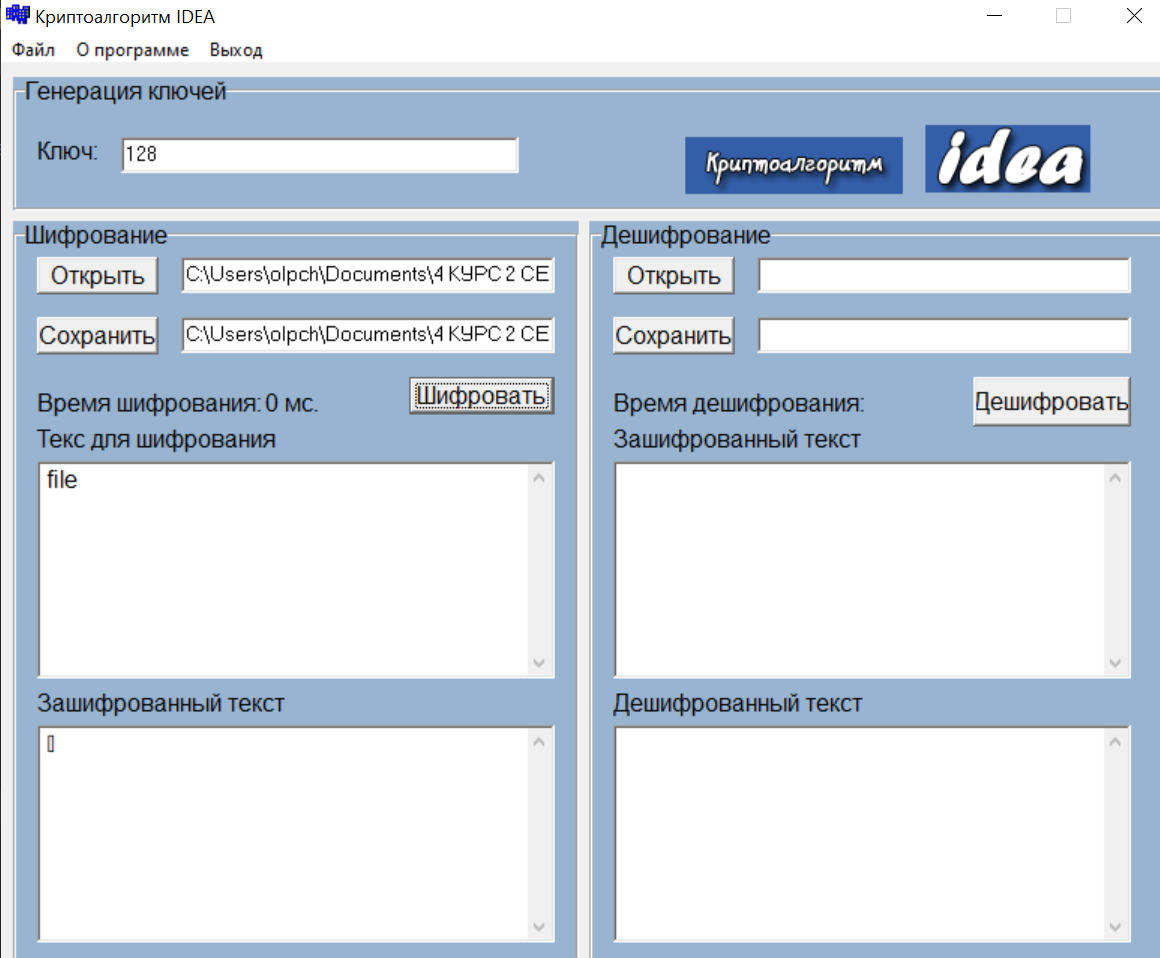 Криптоалгоритм IDEA
Файл О программе Выход
Генерация ключей
Ключ: 128
Криптоалгоритм idea
Шифрование
Открыть C:\Users\olpch\Documents\4 КУРС 2 СЕ
Сохранить C:\Users\olpch\Documents\4 КУРС 2 СЕ
Время шифрования: 0 мс. Шифровать
Текс для шифрования
file
Зашифрованный текст
Дешифрование
Открыть
Сохранить
Время дешифрования: Дешифровать
Зашифрованный текст
Дешифрованный текст